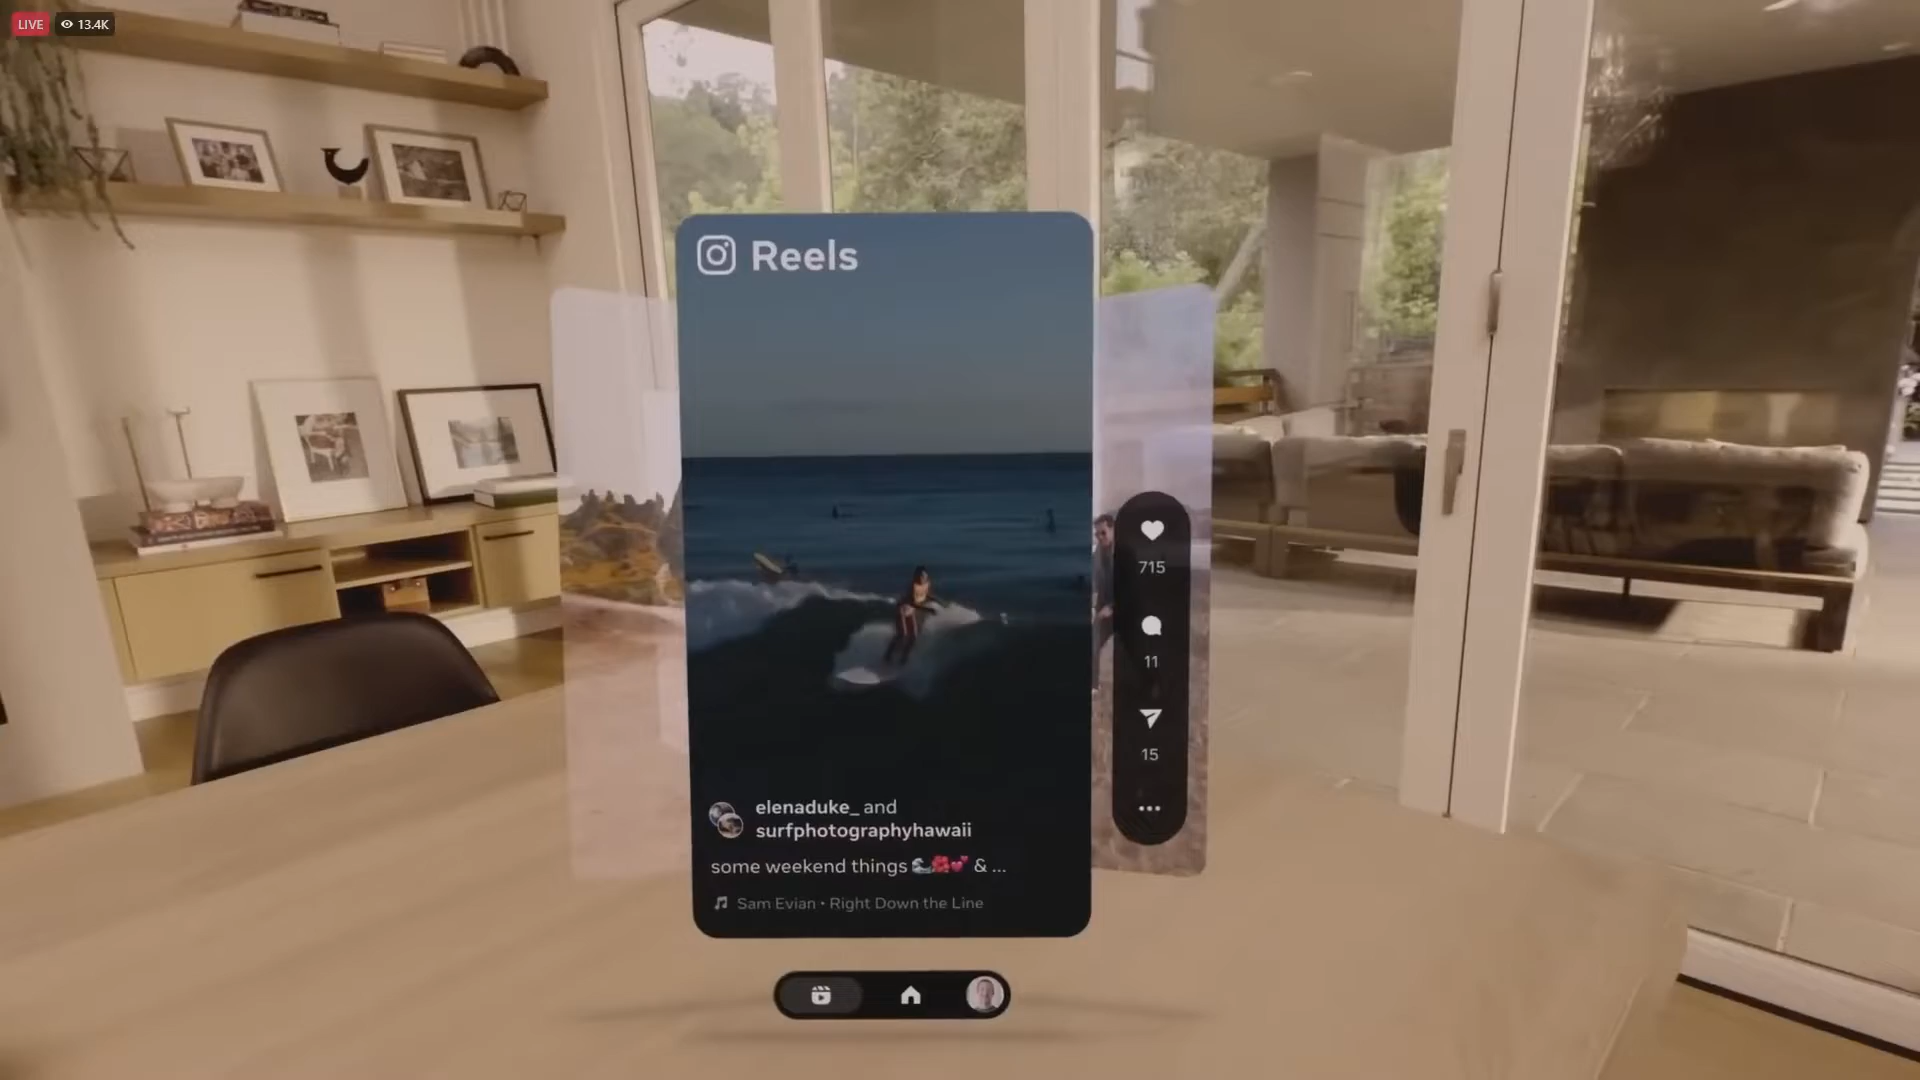 LIVE 13.4K
Reels
715
11
15
elenaduke_ and
surfphotographyhawaii
some weekend things 🌊🌺💕 & ...
Sam Evian • Right Down the Line